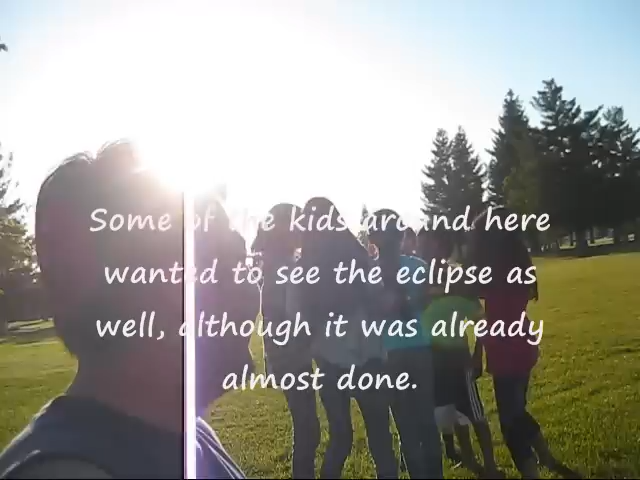 Some of the kids around here
wanted to see the eclipse as
well, although it was already
almost done.